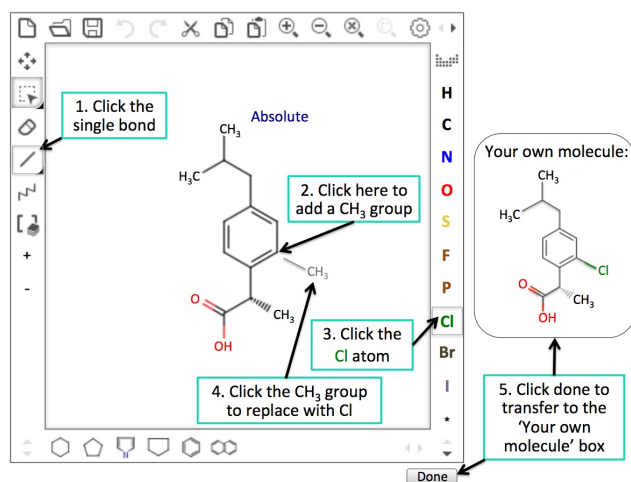 1. Click the
single bond
Absolute
CH₃
H₃C
2. Click here to
add a CH₃ group
CH₃
O
CH₃
OH
3. Click the
Cl atom
4. Click the CH₃ group
to replace with Cl
+
-
H
C
N
O
S
F
P
Cl
Br
I
*
N
Your own molecule:
CH₃
H₃C
Cl
O
CH₃
OH
5. Click done to
transfer to the
‘Your own
molecule’ box
Done